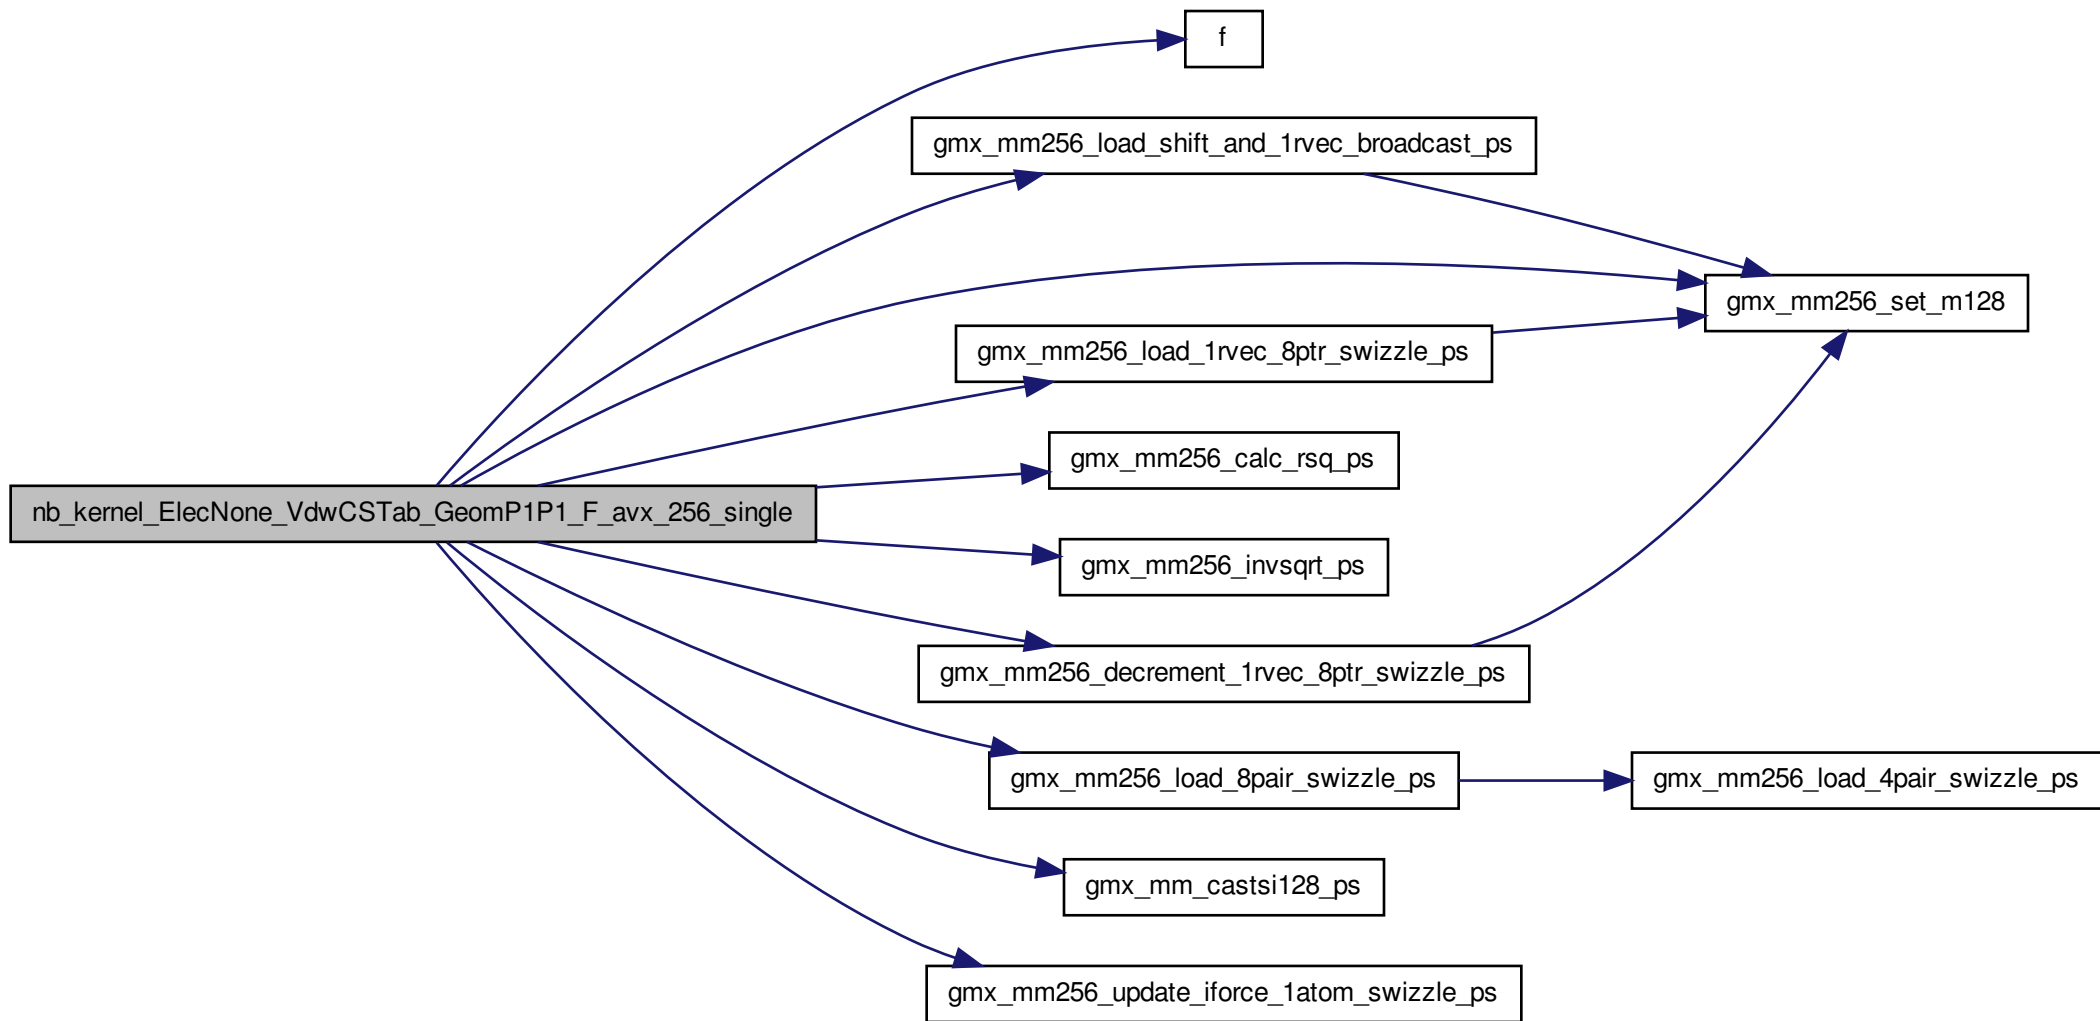 f
gmx_mm256_load_shift_and_1rvec_broadcast_ps
gmx_mm256_set_m128
gmx_mm256_load_1rvec_8ptr_swizzle_ps
gmx_mm256_calc_rsq_ps
nb_kernel_ElecNone_VdwCSTab_GeomP1P1_F_avx_256_single
gmx_mm256_invsqrt_ps
gmx_mm256_decrement_1rvec_8ptr_swizzle_ps
gmx_mm256_load_8pair_swizzle_ps
gmx_mm256_load_4pair_swizzle_ps
gmx_mm_castsi128_ps
gmx_mm256_update_iforce_1atom_swizzle_ps